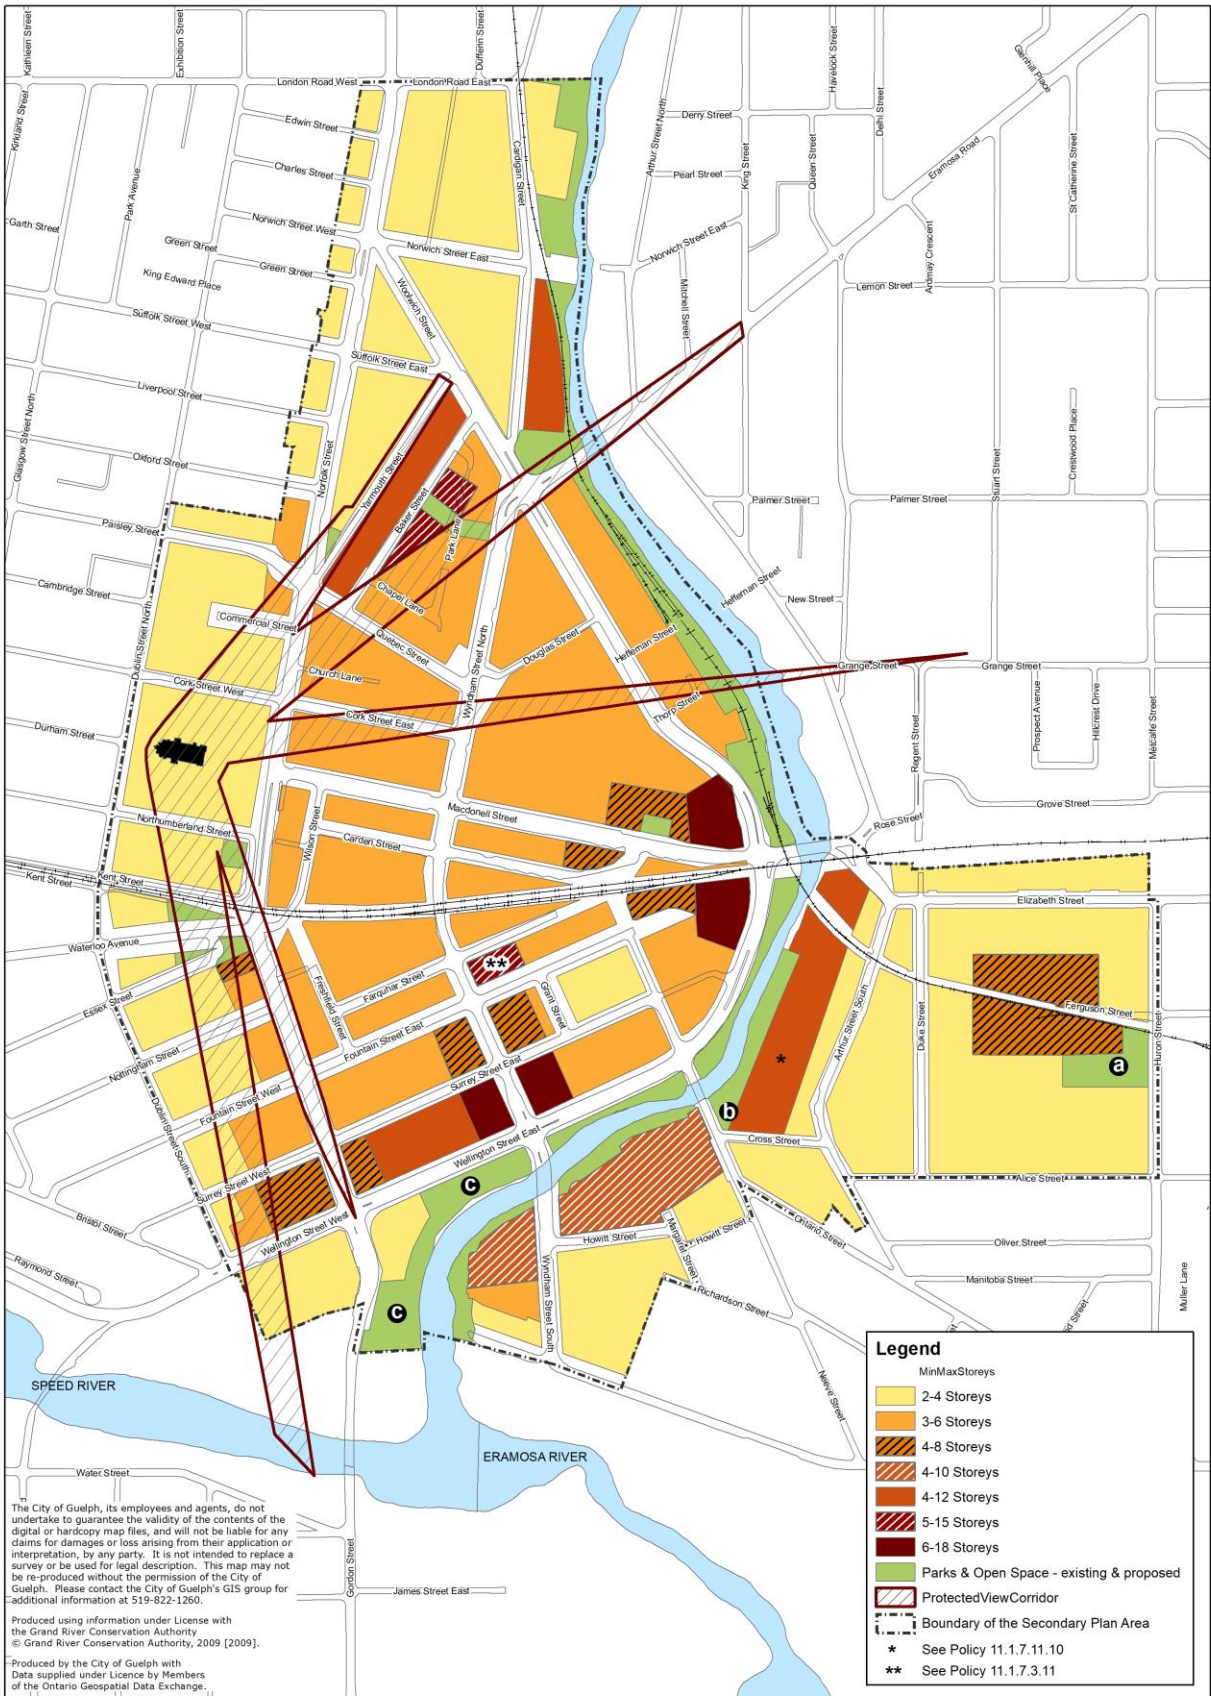 Kathleen Street
Exhibition Street
Dufferin Street
Havelock Street
Glenhill Place
London Road West
London Road East
Kirkland Street
Edwin Street
Arthur Street North
Derry Street
Delhi Street
Cardigan Street
King Street
Queen Street
Eramosa Road
St Catherine Street
Charles Street
Park Avenue
Pearl Street
Garth Street
Norwich Street West
Green Street
Norwich Street East
Norwich Street East
Ardmay Crescent
Green Street
King Edward Place
Woolwich Street
Mitchell Street
Lemon Street
Suffolk Street West
Suffolk Street East
Liverpool Street
Glasgow Street North
Crestwood Place
Oxford Street
Norfolk Street
Yarmouth Street
Stuart Street
Baker Street
Palmer Street
Palmer Street
Paisley Street
Park Lane
Cambridge Street
Chapel Lane
Heffernan Street
New Street
Commercial Street
Quebec Street
Dublin Street North
Douglas Street
Heffernan Street
Wyndham Street North
Church Lane
Grange Street
Grange Street
Cork Street West
Cork Street East
Thorp Street
Durham Street
Regent Street
Prospect Avenue
Hillcrest Drive
Metcalfe Street
Northumberland Street
Macdonell Street
Grove Street
Rose Street
Wilson Street
Carden Street
Kent Street
Kent Street
Elizabeth Street
Waterloo Avenue
**
Essex Street
Freshfield Street
Farquhar Street
Grant Street
Arthur Street South
Ferguson Street
Duke Street
Huron Street
Nottingham Street
Fountain Street East
*
a
Surrey Street East
Fountain Street West
b
Dublin Street South
Cross Street
Wellington Street East
Surrey Street West
c
Alice Street
Bristol Street
Wellington Street West
Howitt Street
Margaret Street
Howitt Street
Ontario Street
Oliver Street
Raymond Street
Manitoba Street
Muller Lane
Wyndham Street South
Richardson Street
c
Neeve Street
SPEED RIVER
ERAMOSA RIVER
Water Street
Gordon Street
James Street East
Legend
MinMaxStoreys
2-4 Storeys
3-6 Storeys
4-8 Storeys
4-10 Storeys
4-12 Storeys
5-15 Storeys
6-18 Storeys
Parks & Open Space - existing & proposed
ProtectedViewCorridor
Boundary of the Secondary Plan Area
* See Policy 11.1.7.11.10
** See Policy 11.1.7.3.11
The City of Guelph, its employees and agents, do not
undertake to guarantee the validity of the contents of the
digital or hardcopy map files, and will not be liable for any
claims for damages or loss arising from their application or
interpretation, by any party. It is not intended to replace a
survey or be used for legal description. This map may not
be re-produced without the permission of the City of
Guelph. Please contact the City of Guelph's GIS group for
additional information at 519-822-1260.
Produced using information under License with
the Grand River Conservation Authority
© Grand River Conservation Authority, 2009 [2009].
Produced by the City of Guelph with
Data supplied under Licence by Members
of the Ontario Geospatial Data Exchange.